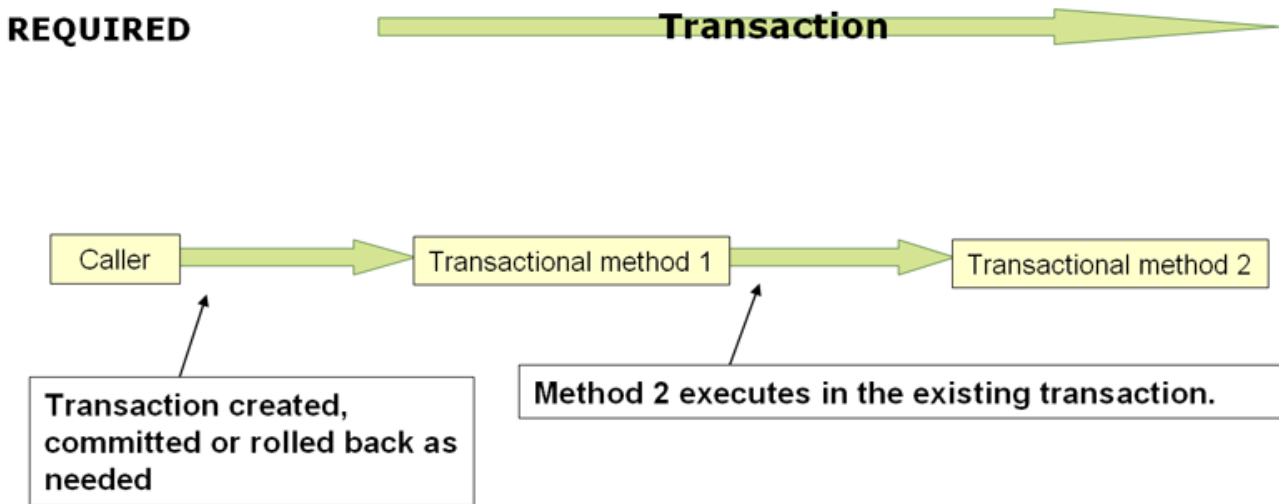 REQUIRED
Transaction
Caller
Transactional method 1
Transactional method 2
Transaction created,
committed or rolled back as
needed
Method 2 executes in the existing transaction.